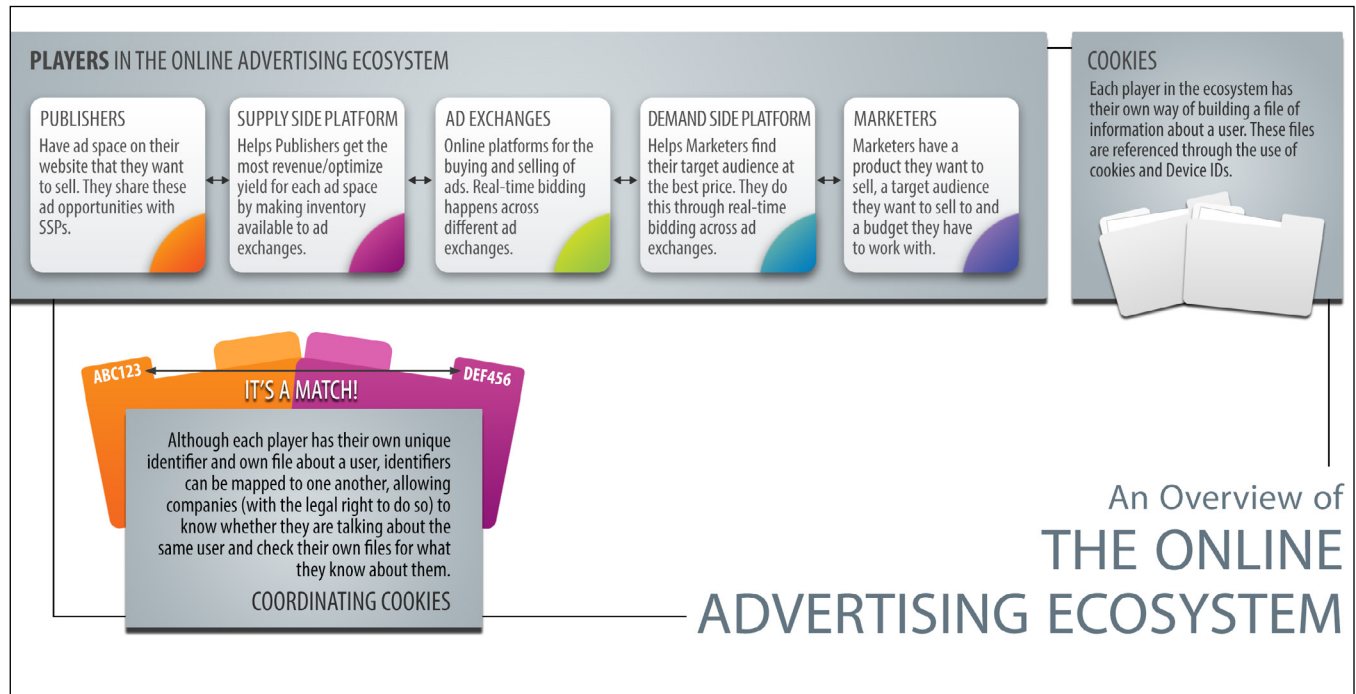 PLAYERS IN THE ONLINE ADVERTISING ECOSYSTEM
PUBLISHERS
Have ad space on their
website that they want
to sell. They share these
ad opportunities with
SSPs.
SUPPLY SIDE PLATFORM
Helps Publishers get the
most revenue/optimize
yield for each ad space
by making inventory
available to ad
exchanges.
AD EXCHANGES
Online platforms for the
buying and selling of
ads. Real-time bidding
happens across
different ad
exchanges.
DEMAND SIDE PLATFORM
Helps Marketers find
their target audience at
the best price. They do
this through real-time
bidding across ad
exchanges.
MARKETERS
Marketers have a
product they want to
sell, a target audience
they want to sell to and
a budget they have
to work with.
COOKIES
Each player in the ecosystem has
their own way of building a file of
information about a user. These files
are referenced through the use of
cookies and Device IDs.
ABC123
DEF456
IT'S A MATCH!
Although each player has their own unique
identifier and own file about a user, identifiers
can be mapped to one another, allowing
companies (with the legal right to do so) to
know whether they are talking about the
same user and check their own files for what
they know about them.
COORDINATING COOKIES
An Overview of
THE ONLINE
ADVERTISING ECOSYSTEM